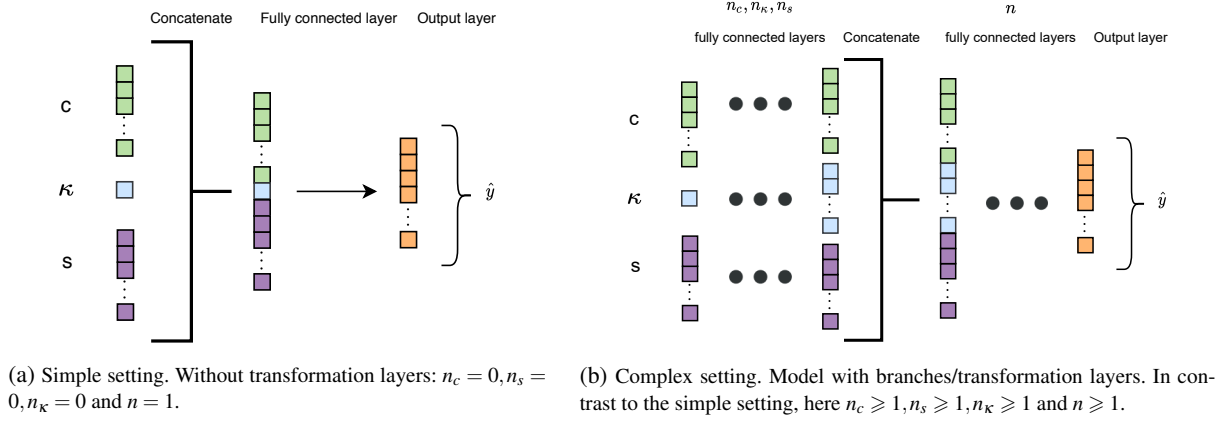 Concatenate Fully connected layer Output layer
c
κ
s
ŷ
(a) Simple setting. Without transformation layers: n_c = 0, n_s =
0, n_κ = 0 and n = 1.
n_c, n_κ, n_s n
fully connected layers Concatenate fully connected layers Output layer
c
κ
s
ŷ
(b) Complex setting. Model with branches/transformation layers. In con-
trast to the simple setting, here n_c ⩾ 1, n_s ⩾ 1, n_κ ⩾ 1 and n ⩾ 1.